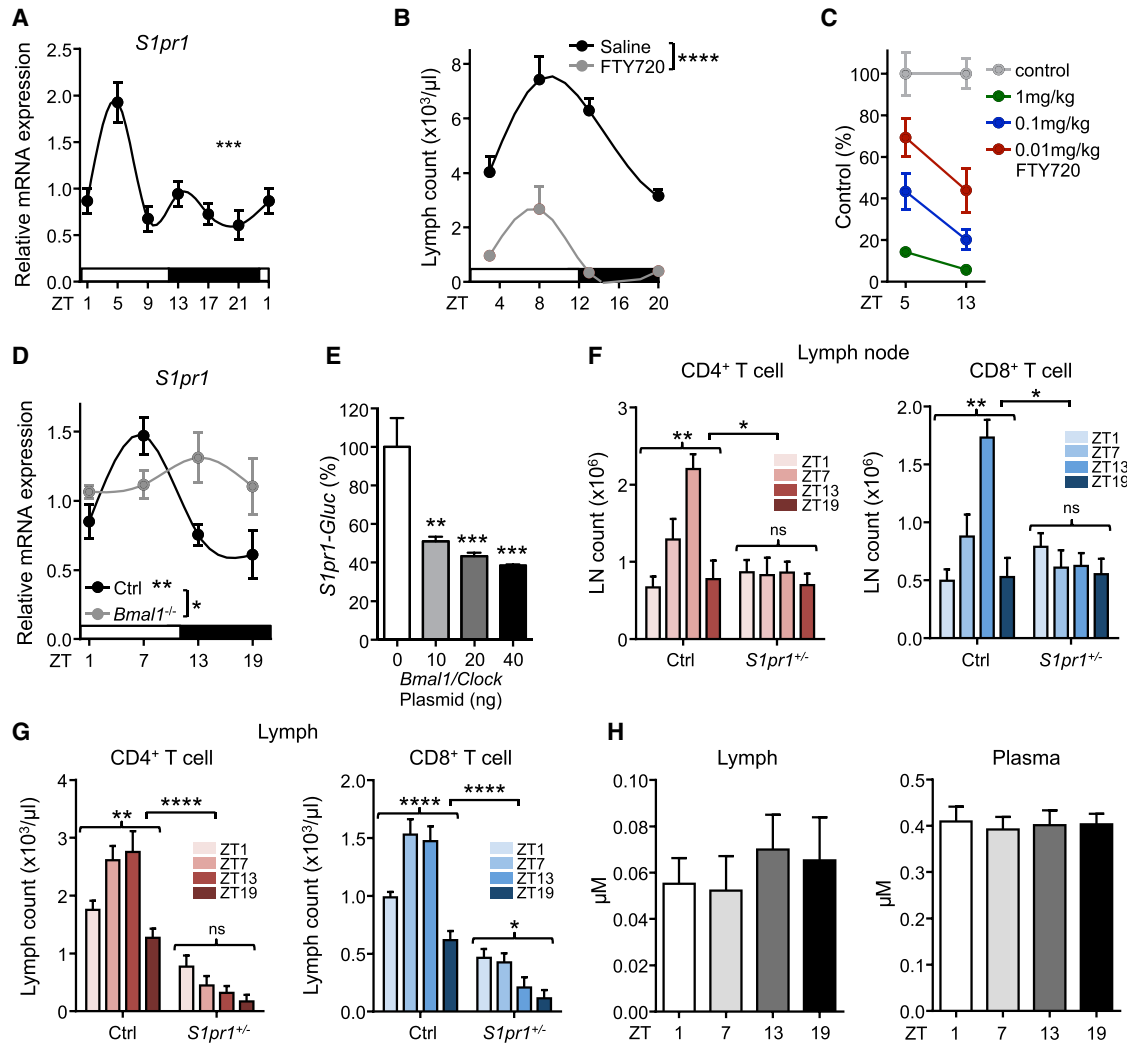 A
S1pr1
Relative mRNA expression
2.5
2.0
1.5
1.0
0.5
0.0
***
ZT 1 5 9 13 17 21 1
B
Saline
FTY720
****
Lymph count (x10³/µl)
8
6
4
2
0
ZT 4 8 12 16 20
C
control
1mg/kg
0.1mg/kg
0.01mg/kg
FTY720
Control (%)
100
80
60
40
20
0
ZT 5 13
D
S1pr1
Relative mRNA expression
1.5
1.0
0.5
0.0
Ctrl **
Bmal1-/-
*
ZT 1 7 13 19
E
S1pr1-Gluc (%)
120
100
80
60
40
20
0
** *** ***
0 10 20 40
Bmal1/Clock
Plasmid (ng)
F
Lymph node
CD4⁺ T cell
LN count (x10⁶)
3
2
1
0
** *
ns
ZT1
ZT7
ZT13
ZT19
Ctrl S1pr1+/-
CD8⁺ T cell
LN count (x10⁶)
2.0
1.5
1.0
0.5
0.0
** *
ns
ZT1
ZT7
ZT13
ZT19
Ctrl S1pr1+/-
G
Lymph
CD4⁺ T cell
Lymph count (x10³/µl)
4
3
2
1
0
** ****
ns
ZT1
ZT7
ZT13
ZT19
Ctrl S1pr1+/-
CD8⁺ T cell
Lymph count (x10³/µl)
2.0
1.5
1.0
0.5
0.0
**** ****
*
ZT1
ZT7
ZT13
ZT19
Ctrl S1pr1+/-
H
Lymph
µM
0.10
0.08
0.06
0.04
0.02
0.00
ZT 1 7 13 19
Plasma
µM
0.5
0.4
0.3
0.2
0.1
0.0
ZT 1 7 13 19